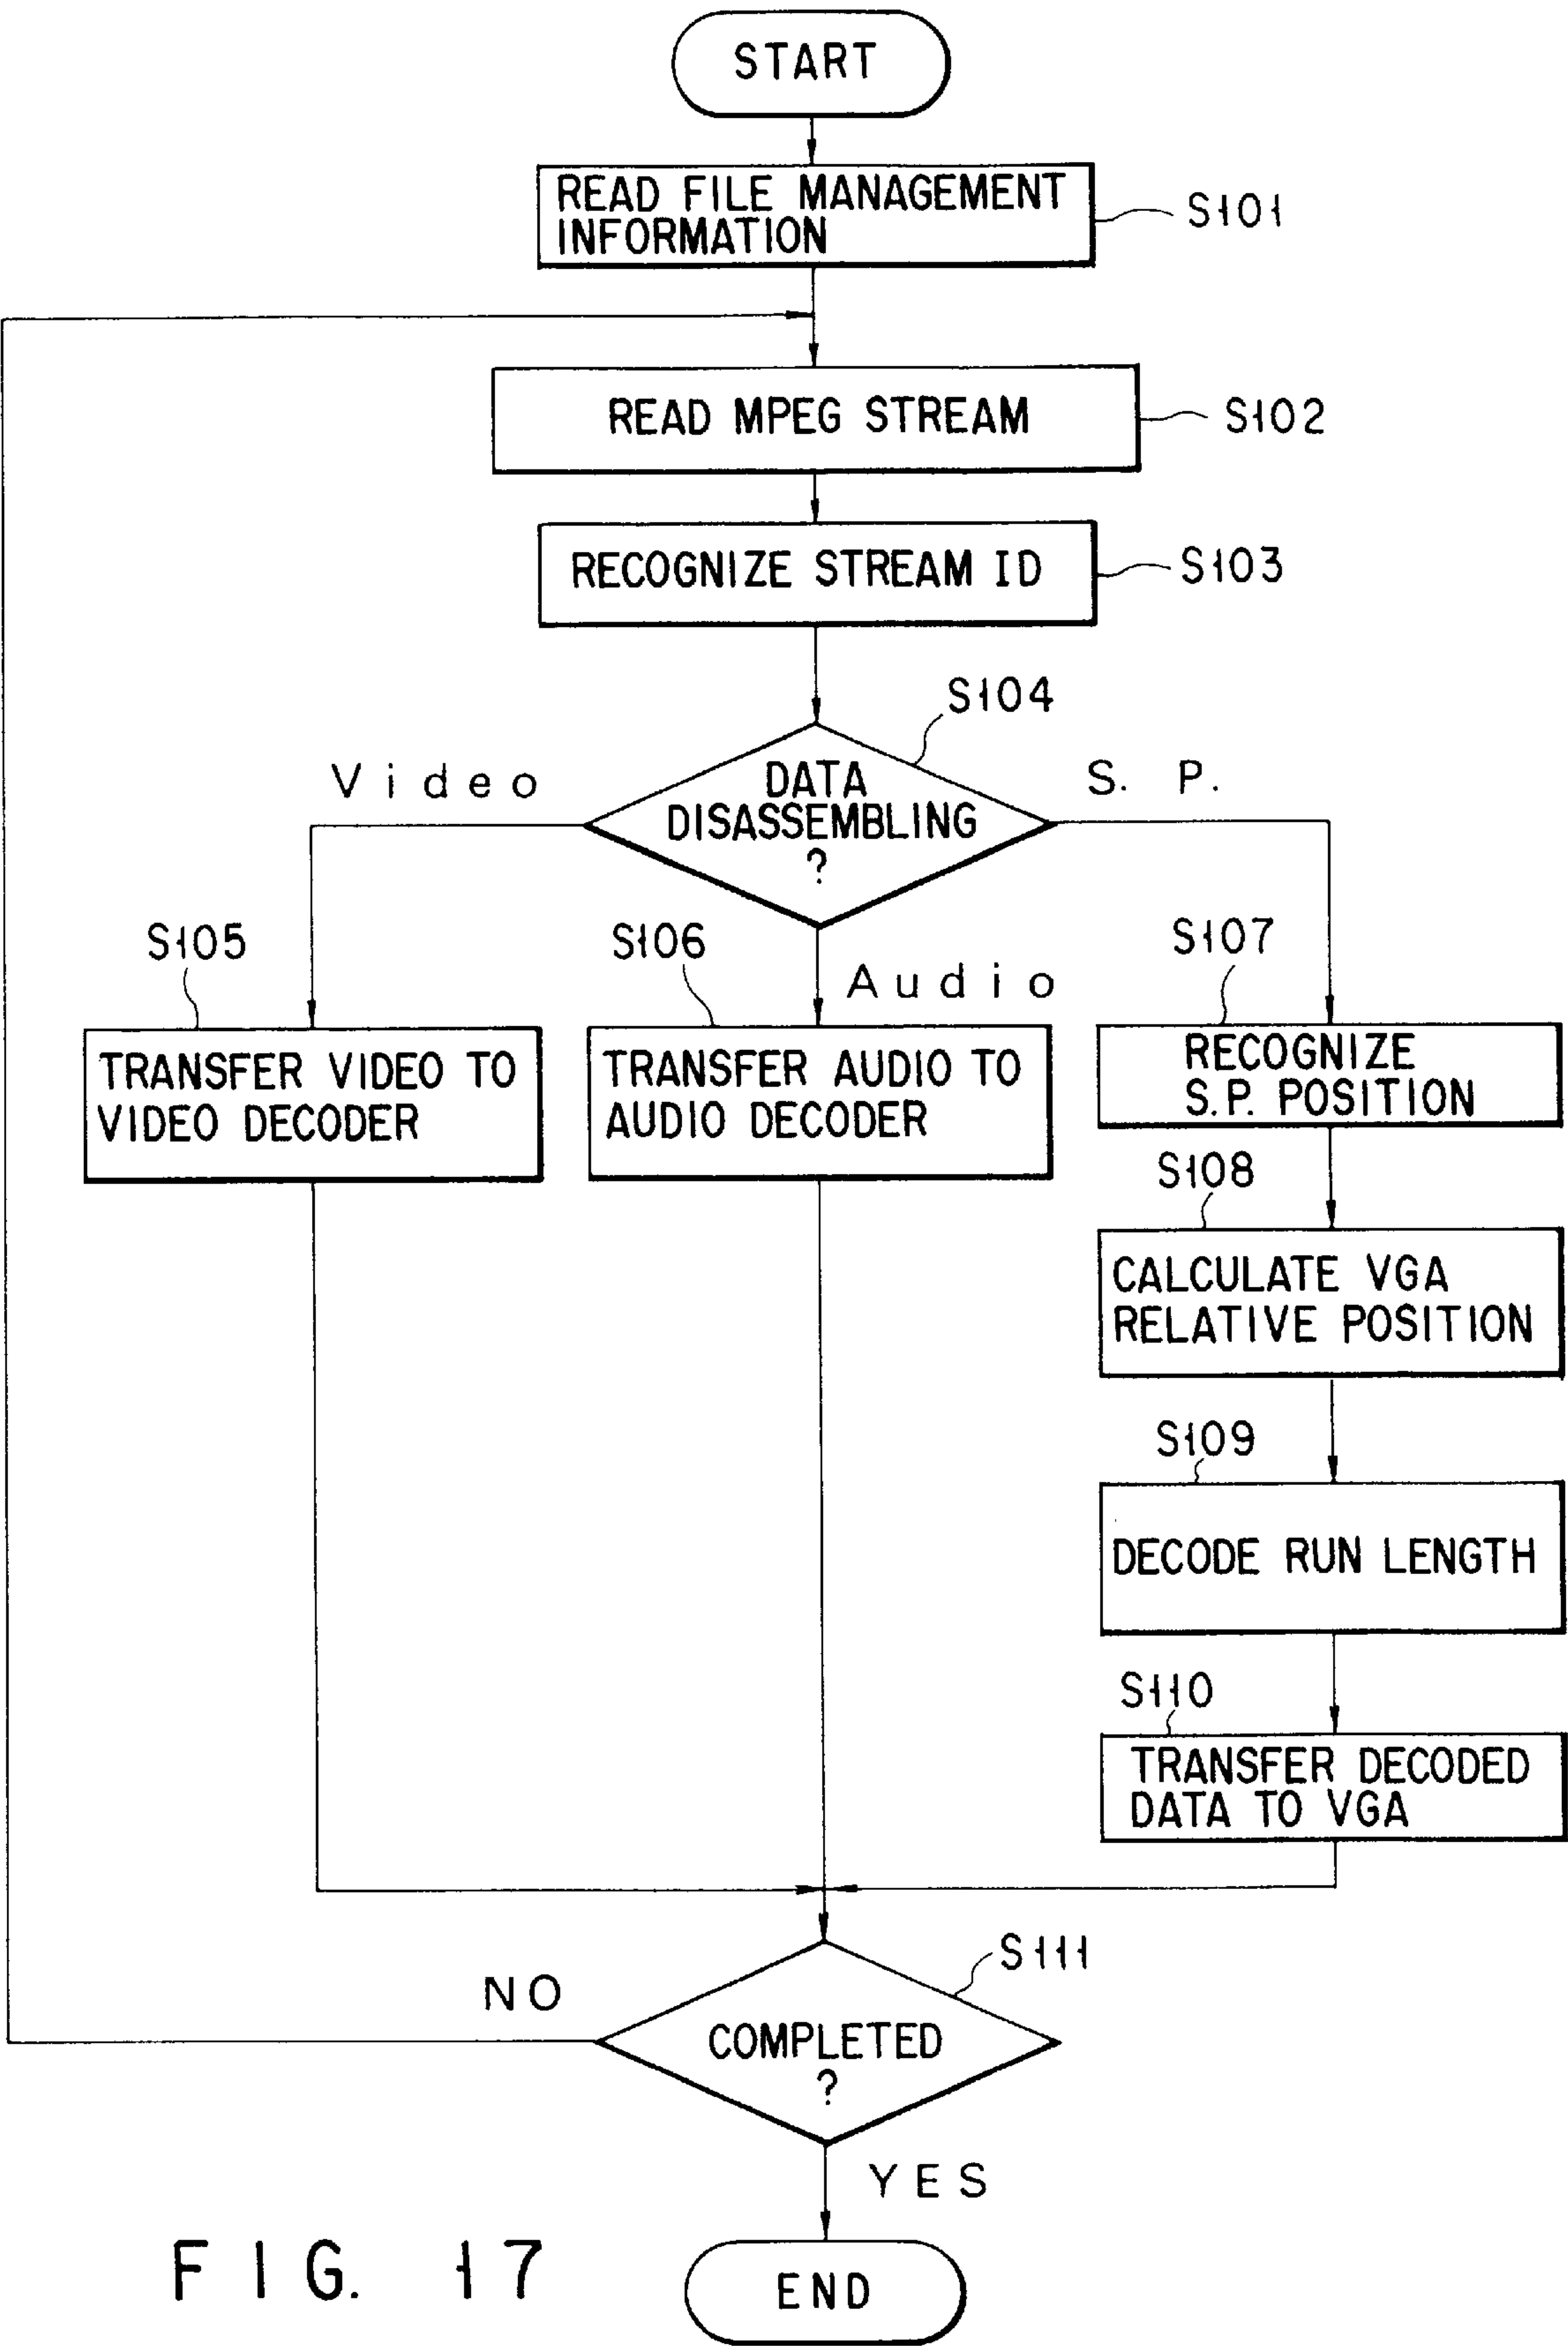 START
READ FILE MANAGEMENT
INFORMATION
S101
READ MPEG STREAM
S102
RECOGNIZE STREAM ID
S103
S104
Video
DATA
DISASSEMBLING
?
S. P.
S105
S106
S107
Audio
TRANSFER VIDEO TO
VIDEO DECODER
TRANSFER AUDIO TO
AUDIO DECODER
RECOGNIZE
S.P. POSITION
S108
CALCULATE VGA
RELATIVE POSITION
S109
DECODE RUN LENGTH
S110
TRANSFER DECODED
DATA TO VGA
S111
NO
COMPLETED
?
YES
END
FIG. 17